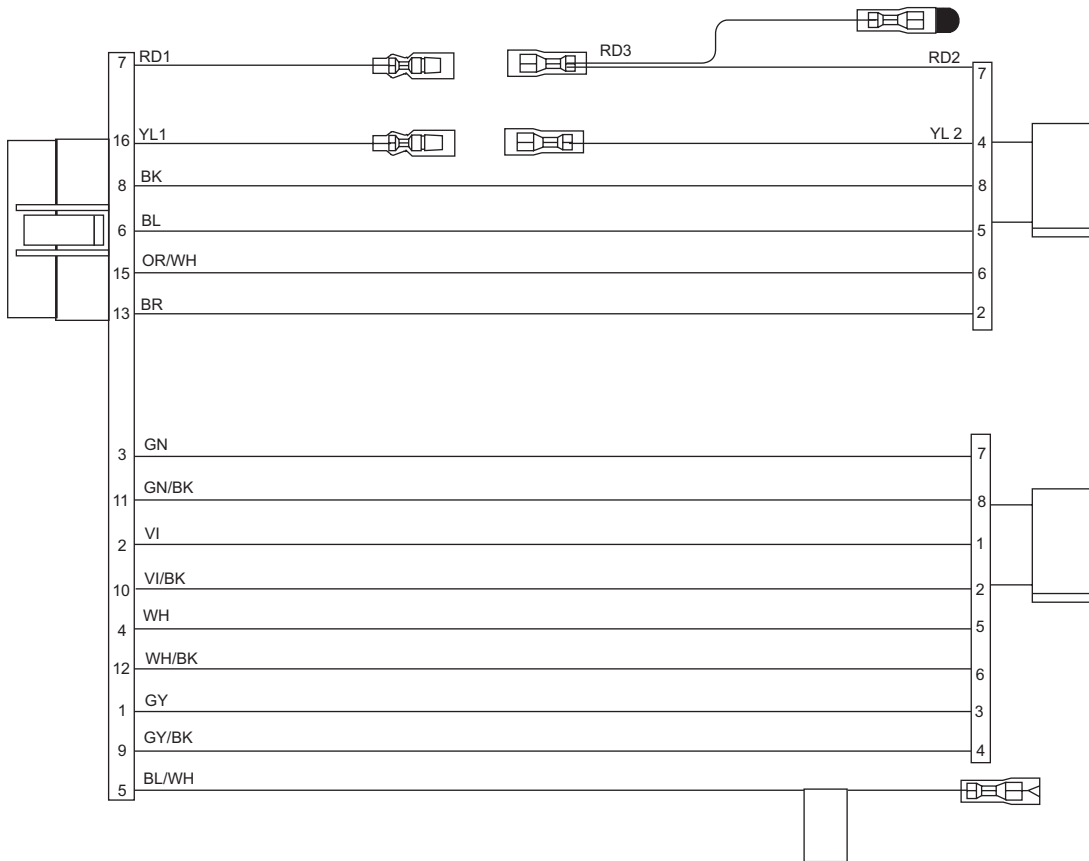 7 RD1 RD3 RD2 7
16 YL1 YL 2 4
8 BK 8
6 BL 5
15 OR/WH 6
13 BR 2
3 GN 7
11 GN/BK 8
2 VI 1
10 VI/BK 2
4 WH 5
12 WH/BK 6
1 GY 3
9 GY/BK 4
5 BL/WH